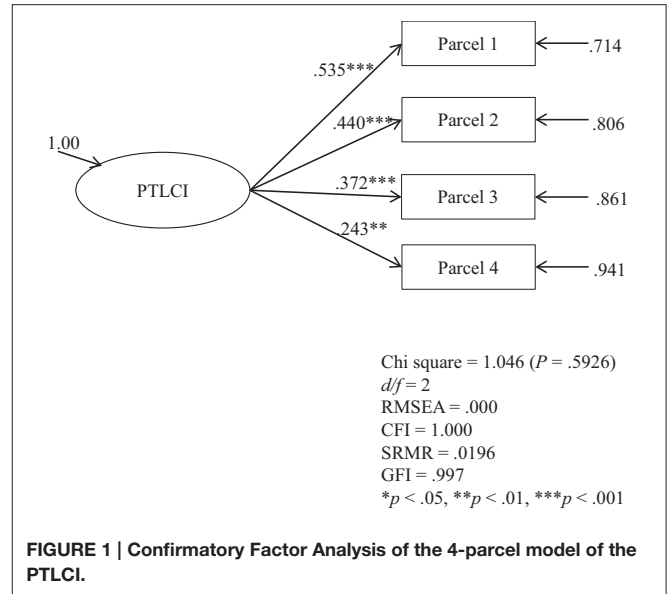 Parcel 1
.714
.535***
Parcel 2
.806
.440***
1.00
PTLCI
.372***
Parcel 3
.861
.243**
Parcel 4
.941
Chi square = 1.046 (P = .5926)
d/f = 2
RMSEA = .000
CFI = 1.000
SRMR = .0196
GFI = .997
*p < .05, **p < .01, ***p < .001
FIGURE 1 | Confirmatory Factor Analysis of the 4-parcel model of the
PTLCI.